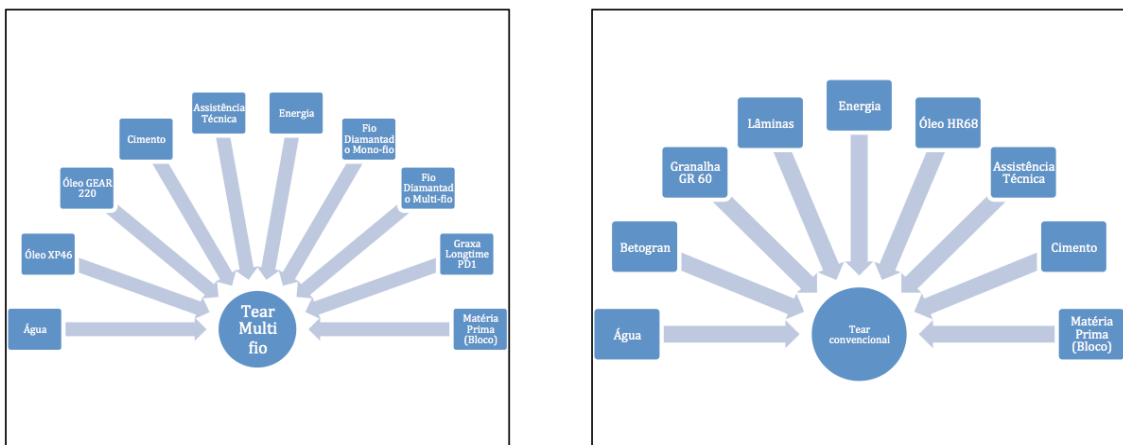 Água
Óleo XP46
Óleo GEAR
220
Cimento
Assistência
Técnica
Energia
Fio
Diamantad
o Mono-fio
Fio
Diamantad
o Multi-fio
Graxa
Longtime
PD1
Matéria
Prima
(Bloco)
Tear
Multi
fio
Água
Betogran
Granalha
GR 60
Lâminas
Energia
Óleo HR68
Assistência
Técnica
Cimento
Matéria
Prima
(Bloco)
Tear
convencional